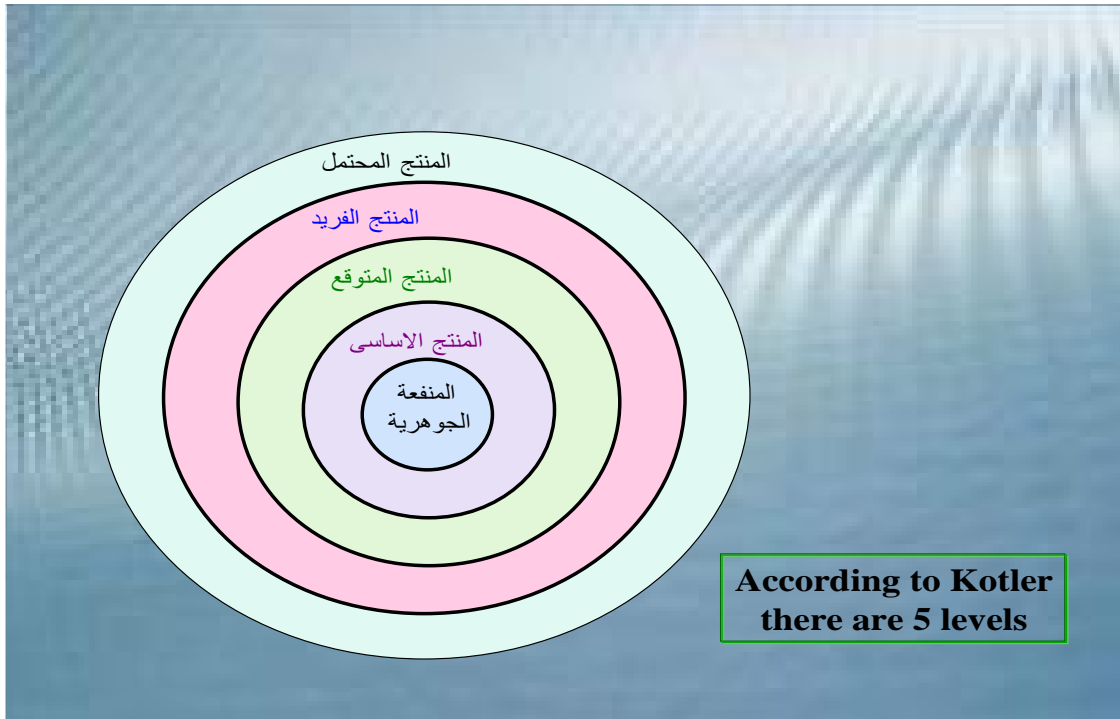 المنتج المحتمل
المنتج الفريد
المنتج المتوقع
المنتج الاساسى
المنفعة
الجوهرية
According to Kotler
there are 5 levels